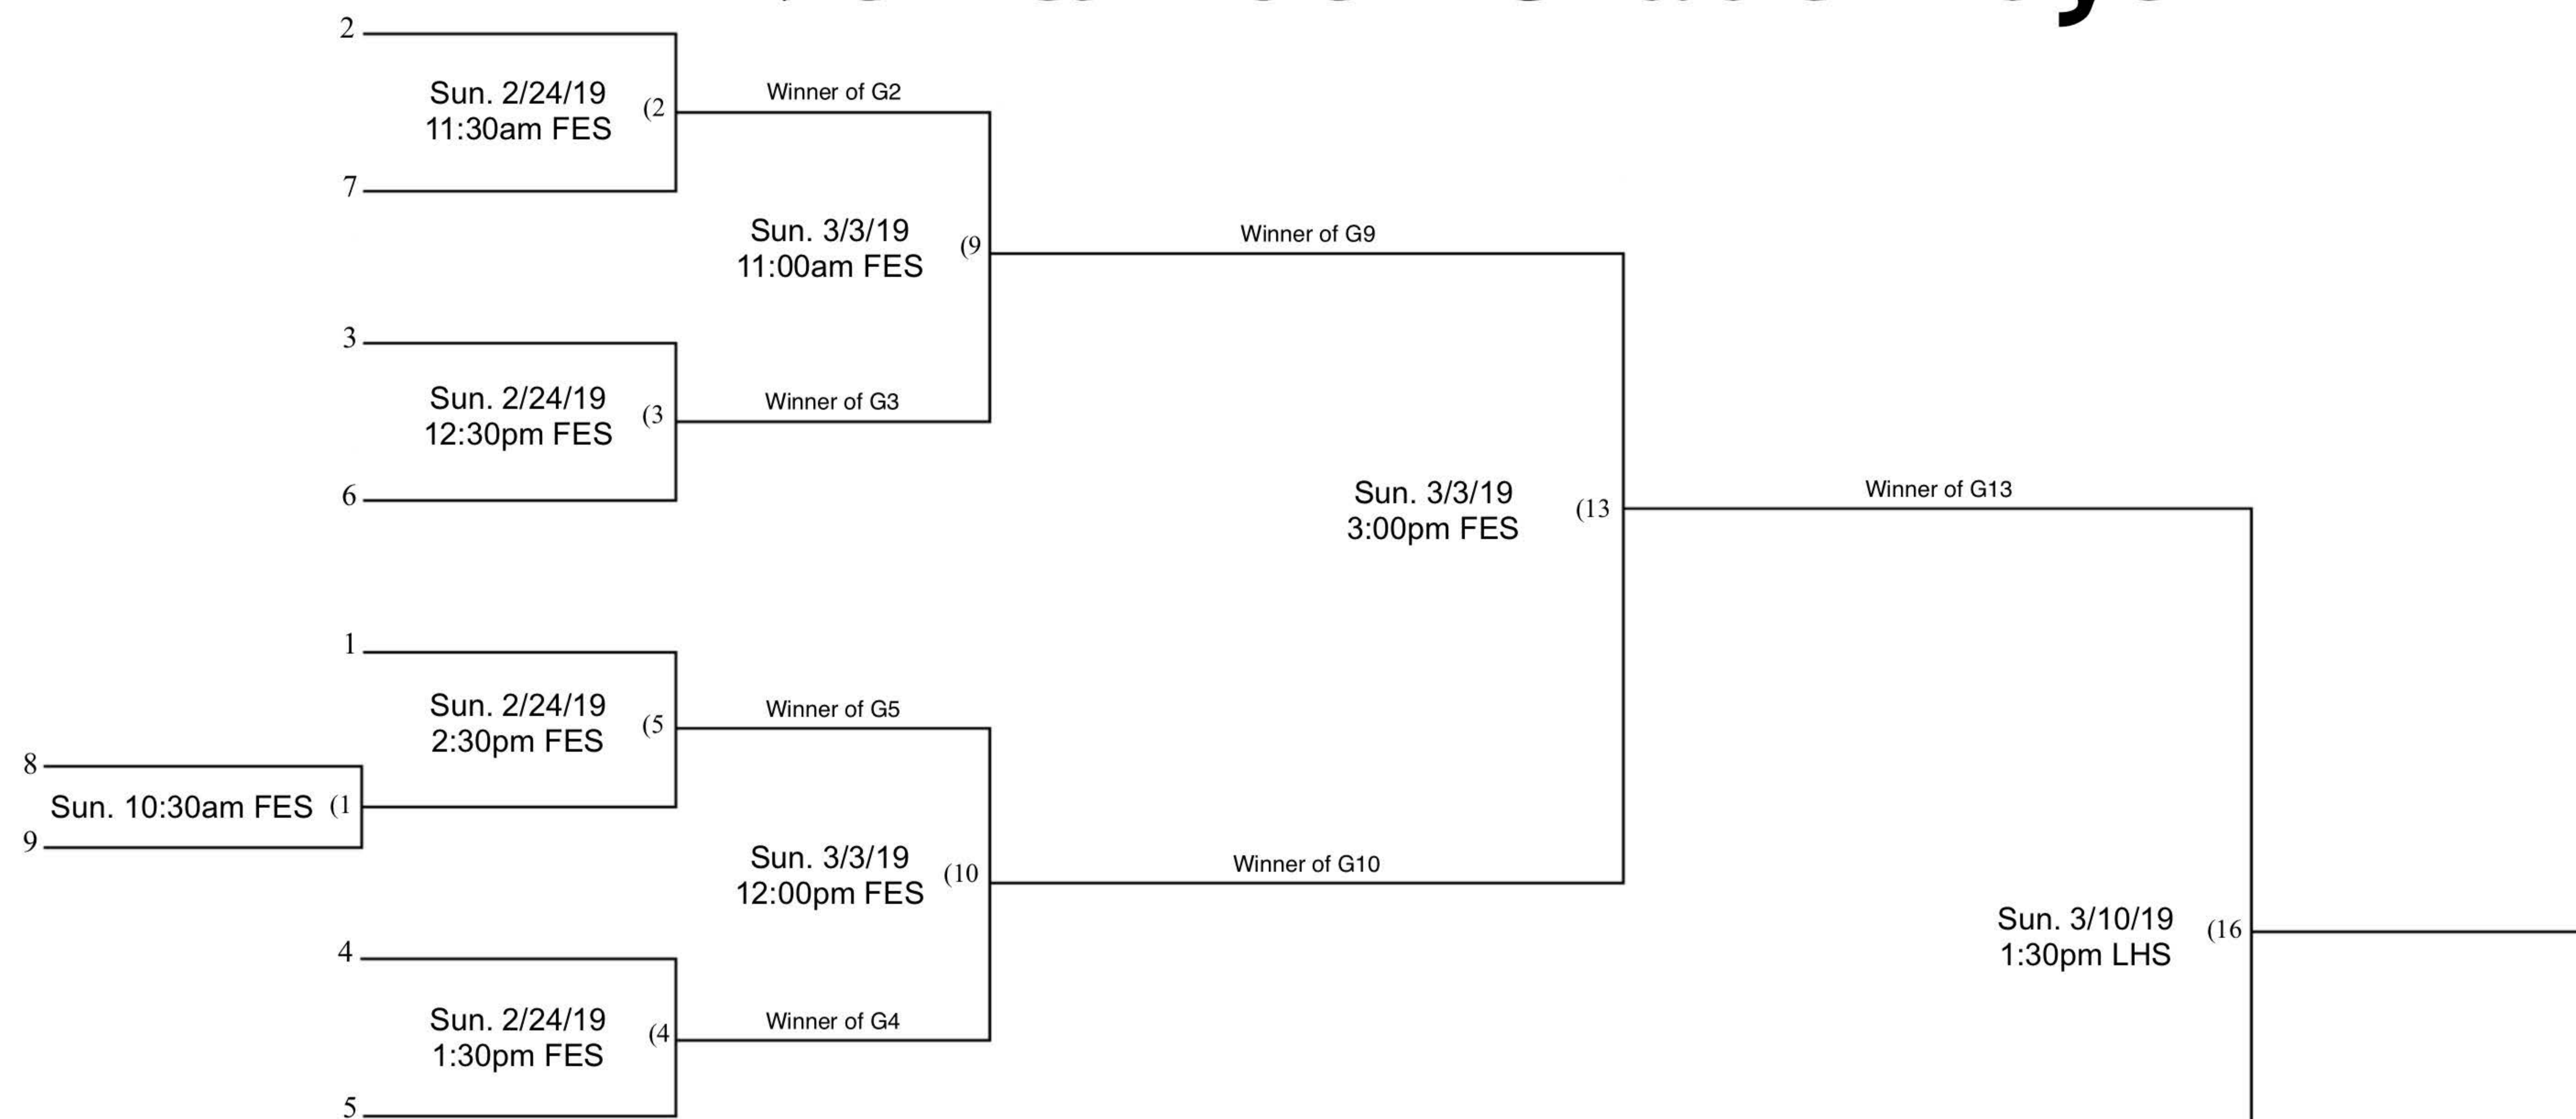 2
Sun. 2/24/19
11:30am FES
(2
Winner of G2
7
Sun. 3/3/19
11:00am FES
(9
Winner of G9
3
Sun. 2/24/19
12:30pm FES
(3
Winner of G3
6
Sun. 3/3/19
3:00pm FES
(13
Winner of G13
1
Sun. 2/24/19
2:30pm FES
(5
Winner of G5
8
Sun. 10:30am FES (1
9
Sun. 3/3/19
12:00pm FES
(10
Winner of G10
4
Sun. 2/24/19
1:30pm FES
(4
Winner of G4
5
Sun. 3/10/19
1:30pm LHS
(16